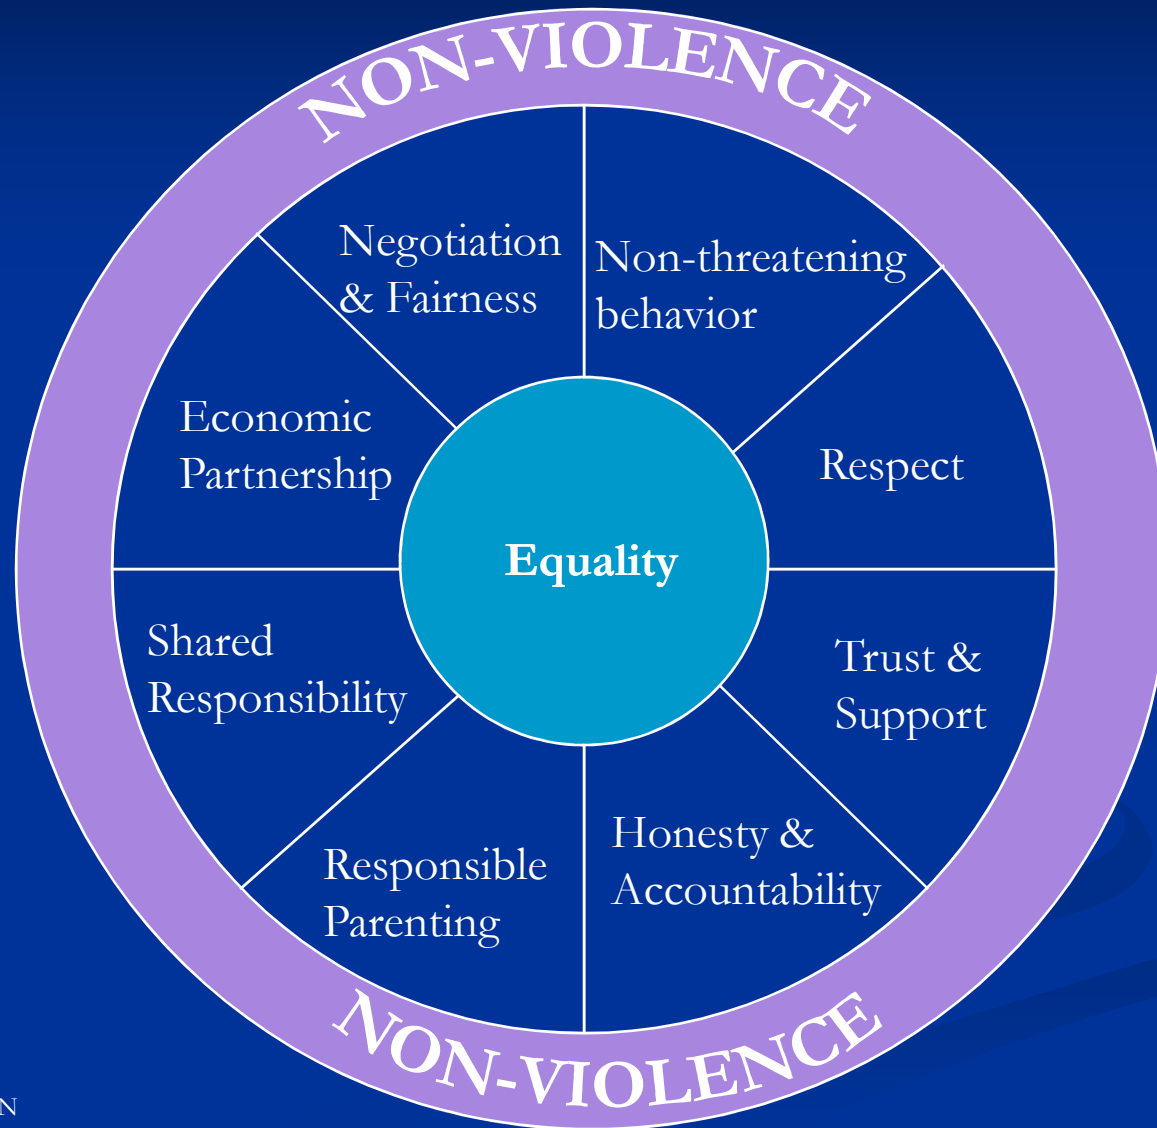 NON-VIOLENCE
Negotiation
& Fairness
Non-threatening
behavior
Economic
Partnership
Respect
Equality
Shared
Responsibility
Trust &
Support
Responsible
Parenting
Honesty &
Accountability
NON-VIOLENCE